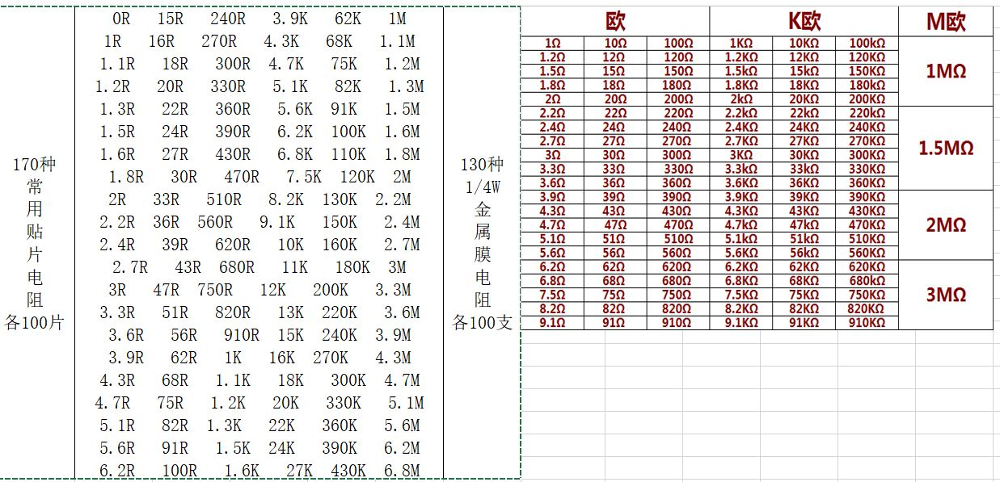 170种
常
用
贴
片
电
阻
各100片
0R 15R 240R 3.9K 62K 1M
1R 16R 270R 4.3K 68K 1.1M
1.1R 18R 300R 4.7K 75K 1.2M
1.2R 20R 330R 5.1K 82K 1.3M
1.3R 22R 360R 5.6K 91K 1.5M
1.5R 24R 390R 6.2K 100K 1.6M
1.6R 27R 430R 6.8K 110K 1.8M
1.8R 30R 470R 7.5K 120K 2M
2R 33R 510R 8.2K 130K 2.2M
2.2R 36R 560R 9.1K 150K 2.4M
2.4R 39R 620R 10K 160K 2.7M
2.7R 43R 680R 11K 180K 3M
3R 47R 750R 12K 200K 3.3M
3.3R 51R 820R 13K 220K 3.6M
3.6R 56R 910R 15K 240K 3.9M
3.9R 62R 1K 16K 270K 4.3M
4.3R 68R 1.1K 18K 300K 4.7M
4.7R 75R 1.2K 20K 330K 5.1M
5.1R 82R 1.3K 22K 360K 5.6M
5.6R 91R 1.5K 24K 390K 6.2M
6.2R 100R 1.6K 27K 430K 6.8M
130种
1/4W
金
属
膜
电
阻
各100支
欧 K欧 M欧
1Ω 10Ω 100Ω 1KΩ 10KΩ 100kΩ
1.2Ω 12Ω 120Ω 1.2KΩ 12KΩ 120KΩ
1.5Ω 15Ω 150Ω 1.5kΩ 15kΩ 150KΩ
1MΩ
1.8Ω 18Ω 180Ω 1.8KΩ 18KΩ 180kΩ
2Ω 20Ω 200Ω 2kΩ 20KΩ 200KΩ
2.2Ω 22Ω 220Ω 2.2kΩ 22kΩ 220kΩ
2.4Ω 24Ω 240Ω 2.4KΩ 24KΩ 240KΩ
2.7Ω 27Ω 270Ω 2.7KΩ 27KΩ 270KΩ
1.5MΩ
3Ω 30Ω 300Ω 3KΩ 30KΩ 300KΩ
3.3Ω 33Ω 330Ω 3.3kΩ 33kΩ 330KΩ
3.6Ω 36Ω 360Ω 3.6KΩ 36KΩ 360KΩ
3.9Ω 39Ω 390Ω 3.9KΩ 39KΩ 390KΩ
4.3Ω 43Ω 430Ω 4.3KΩ 43KΩ 430KΩ
4.7Ω 47Ω 470Ω 4.7kΩ 47kΩ 470KΩ
2MΩ
5.1Ω 51Ω 510Ω 5.1kΩ 51kΩ 510KΩ
5.6Ω 56Ω 560Ω 5.6KΩ 56kΩ 560KΩ
6.2Ω 62Ω 620Ω 6.2KΩ 62KΩ 620KΩ
6.8Ω 68Ω 680Ω 6.8KΩ 68KΩ 680kΩ
7.5Ω 75Ω 750Ω 7.5KΩ 75KΩ 750KΩ
3MΩ
8.2Ω 82Ω 820Ω 8.2KΩ 82KΩ 820KΩ
9.1Ω 91Ω 910Ω 9.1KΩ 91KΩ 910KΩ